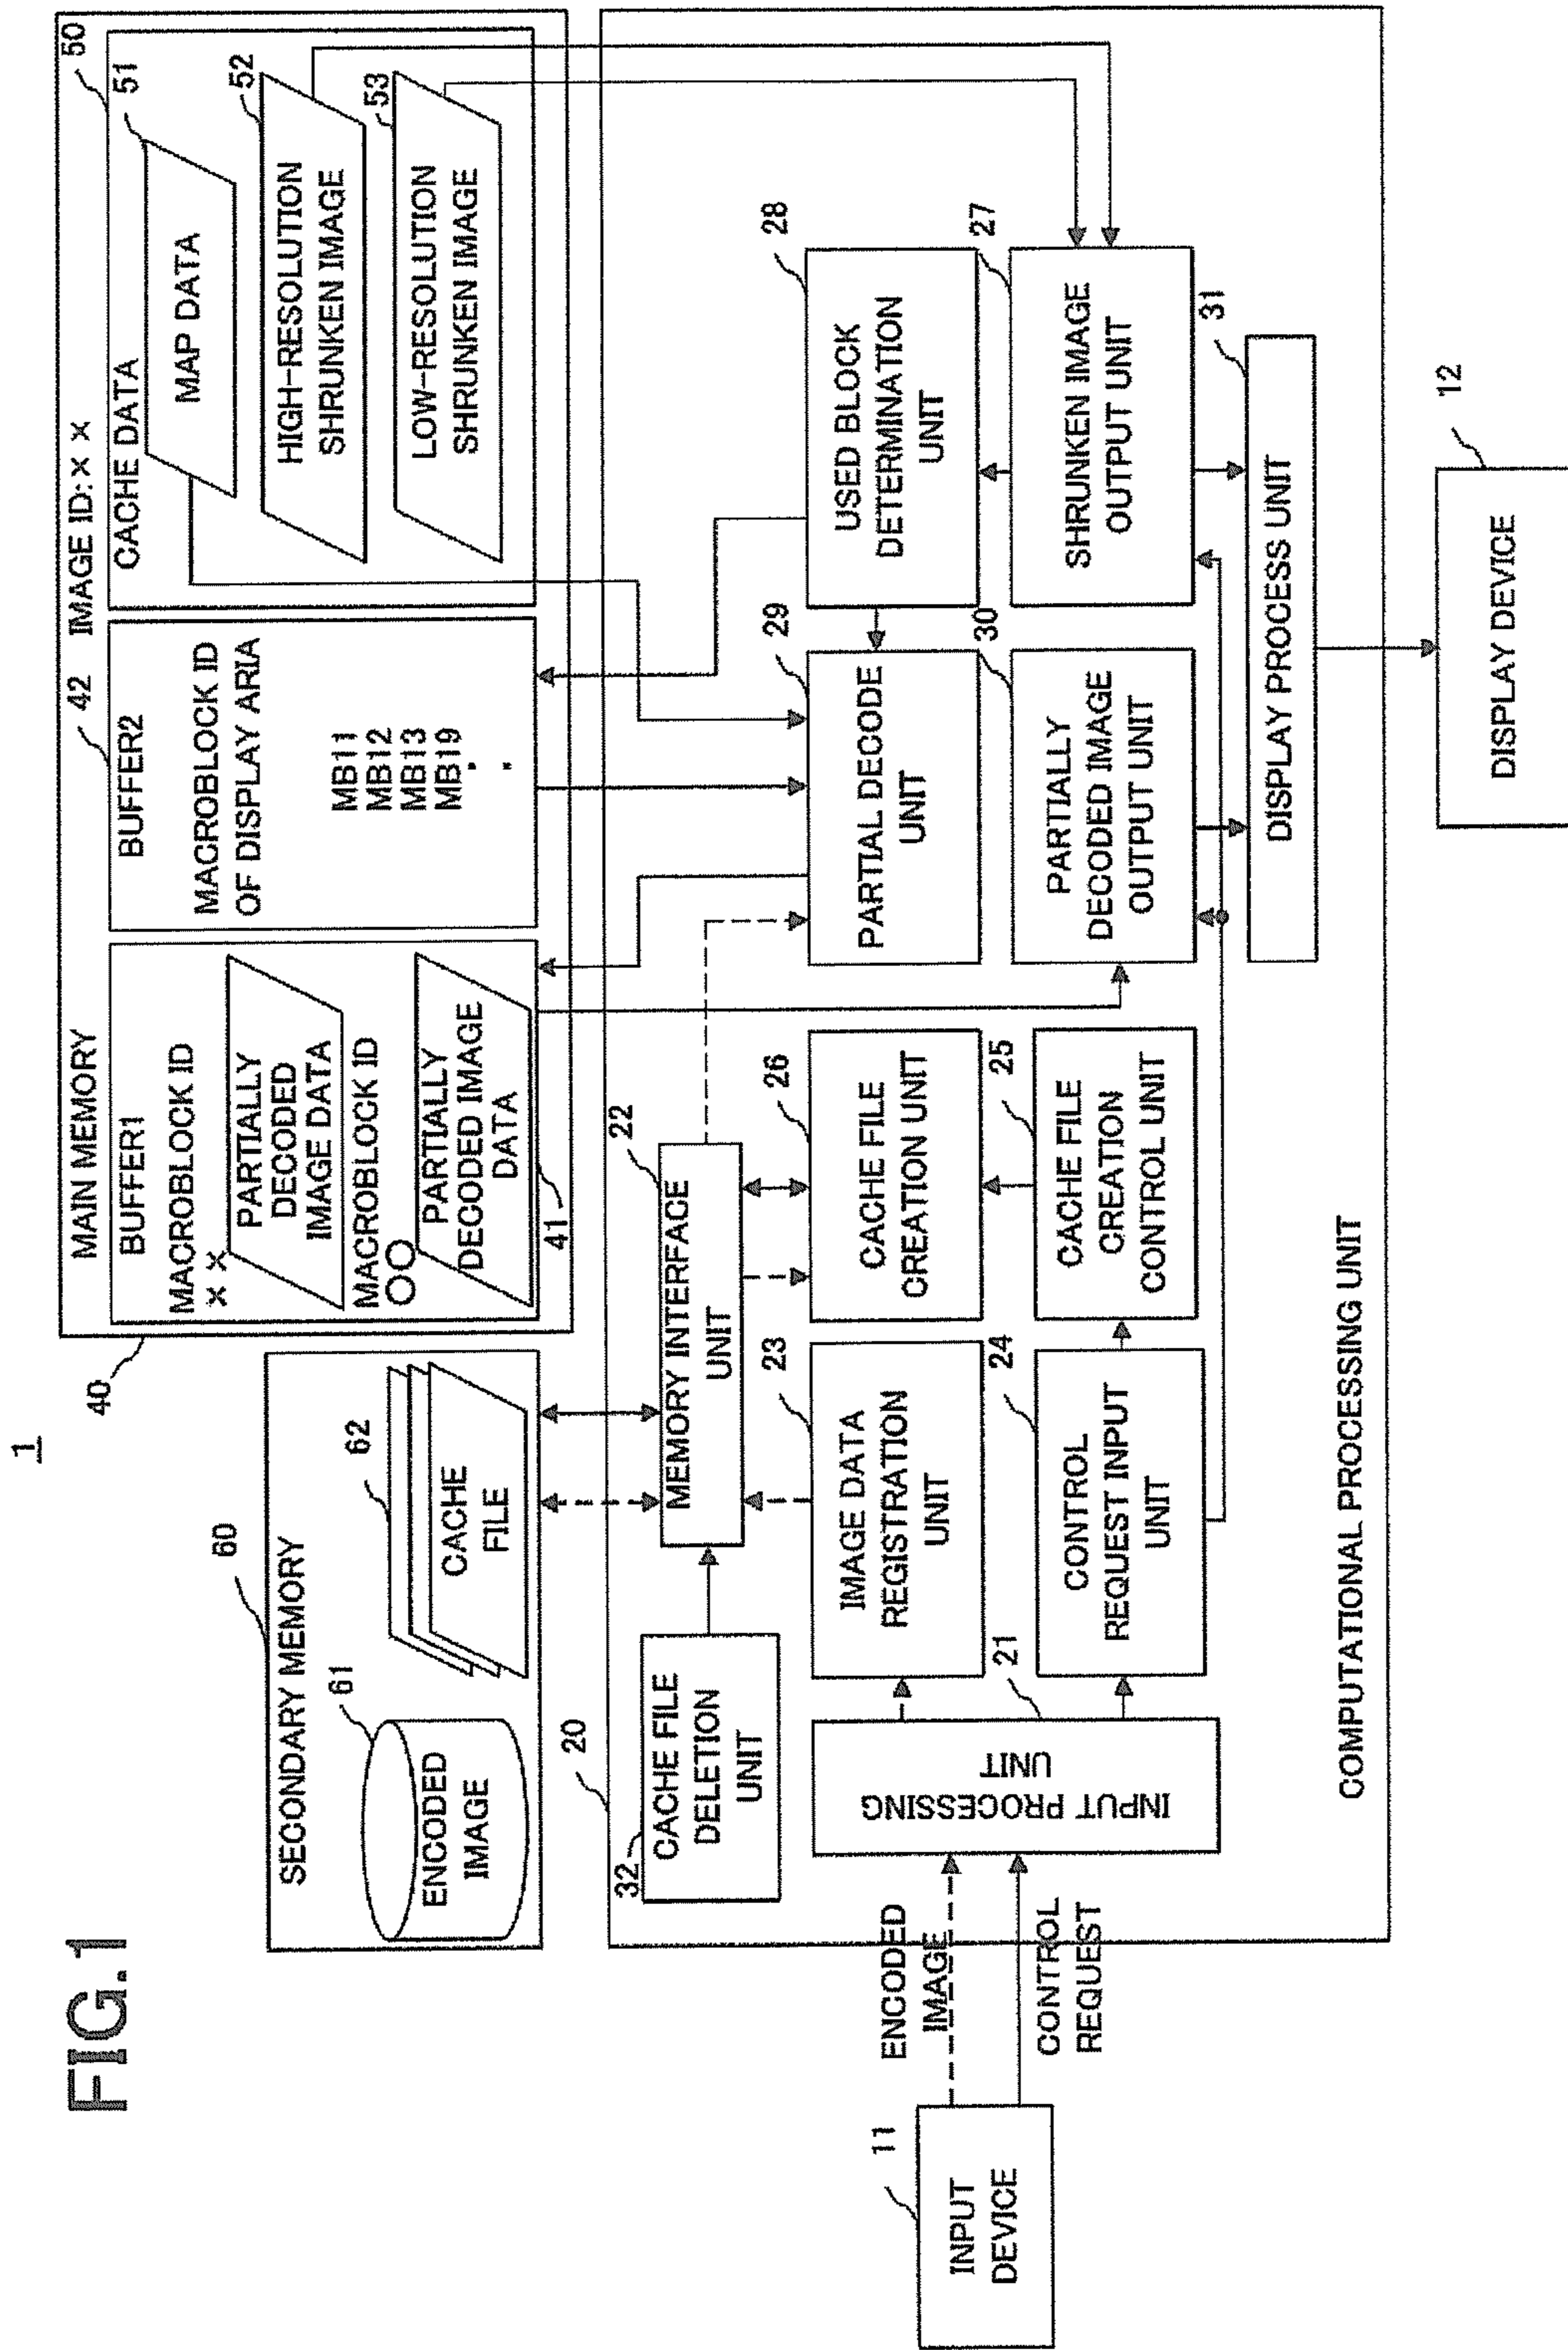 FIG.1
1
40
MAIN MEMORY
BUFFER1
MACROBLOCK ID
× ×
PARTIALLY
DECODED
IMAGE DATA
MACROBLOCK ID
○○
PARTIALLY
DECODED IMAGE
DATA
41
42
BUFFER2
MACROBLOCK ID
OF DISPLAY ARIA
MB11
MB12
MB13
MB19
IMAGE ID:× ×
50
CACHE DATA
51
MAP DATA
52
HIGH-RESOLUTION
SHRUNKEN IMAGE
53
LOW-RESOLUTION
SHRUNKEN IMAGE
60
SECONDARY MEMORY
61
ENCODED
IMAGE
62
CACHE
FILE
20
32
CACHE FILE
DELETION
UNIT
22
MEMORY INTERFACE
UNIT
23
IMAGE DATA
REGISTRATION
UNIT
26
CACHE FILE
CREATION UNIT
29
PARTIAL DECODE
UNIT
28
USED BLOCK
DETERMINATION
UNIT
21
INPUT PROCESSING
UNIT
24
CONTROL
REQUEST INPUT
UNIT
25
CACHE FILE
CREATION
CONTROL UNIT
30
PARTIALLY
DECODED IMAGE
OUTPUT UNIT
27
SHRUNKEN IMAGE
OUTPUT UNIT
31
DISPLAY PROCESS UNIT
COMPUTATIONAL PROCESSING UNIT
11
INPUT
DEVICE
ENCODED
IMAGE
CONTROL
REQUEST
12
DISPLAY DEVICE